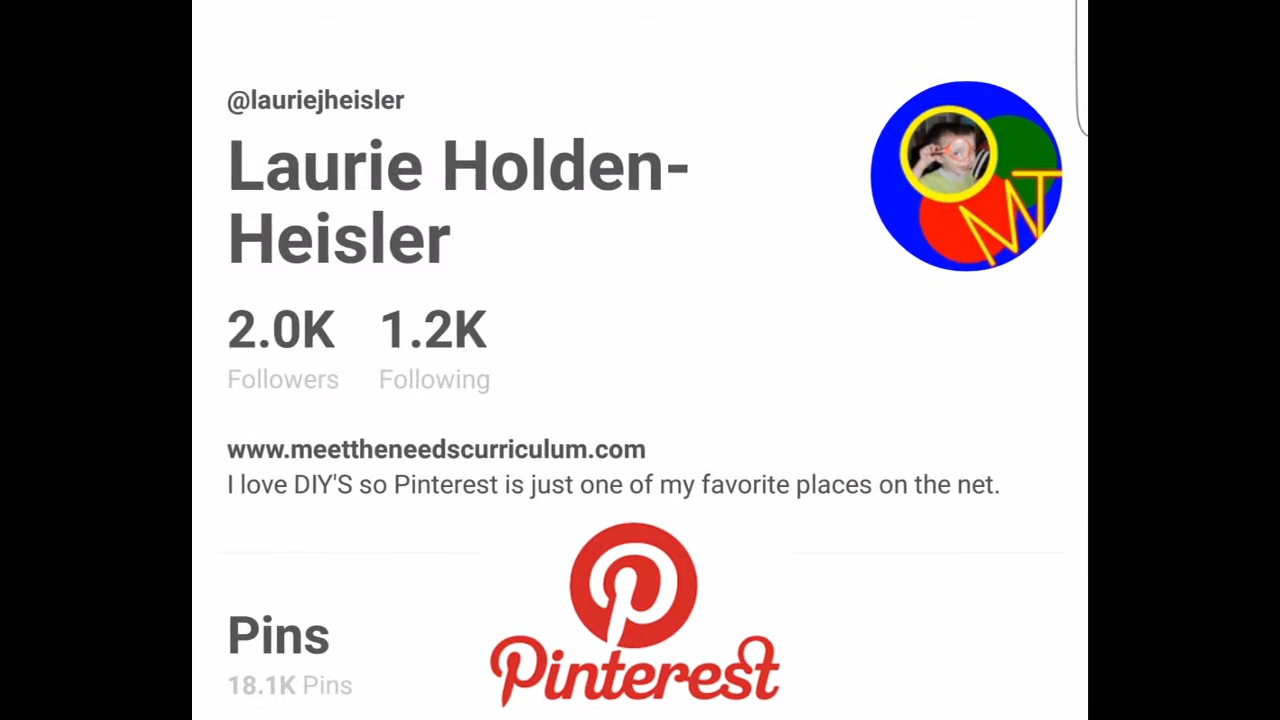 @lauriejheisler
Laurie Holden-
Heisler
2.0K 1.2K
Followers Following
www.meettheneedscurriculum.com
I love DIY'S so Pinterest is just one of my favorite places on the net.
MT
Pins
18.1K Pins
Pinterest